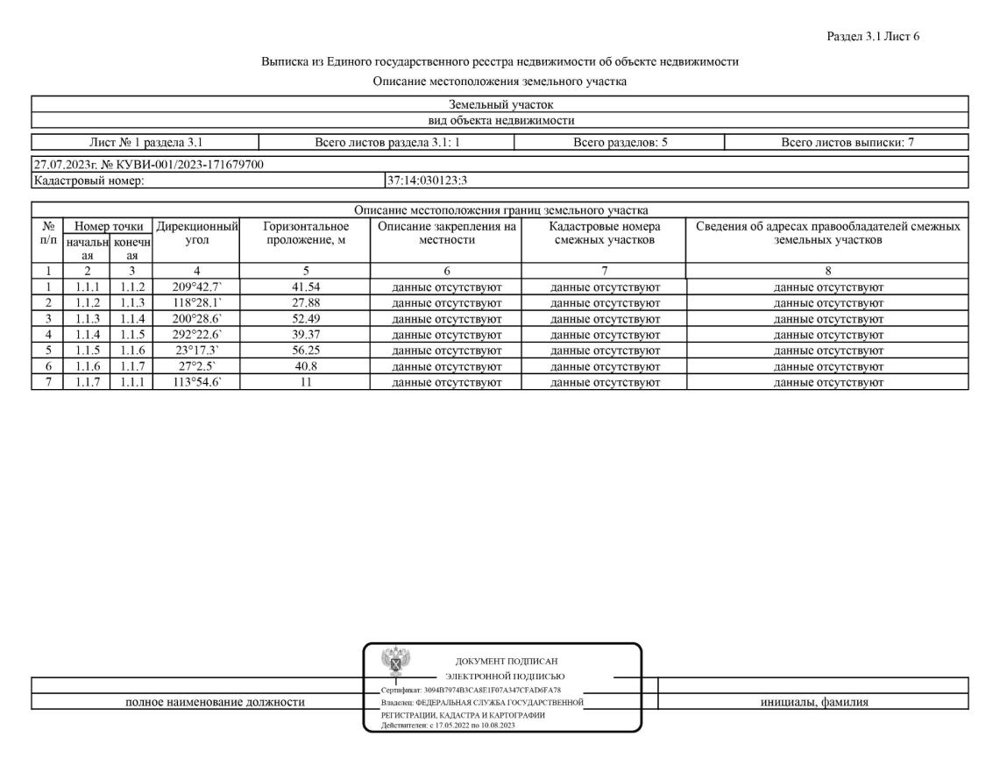 Раздел 3.1 Лист 6
Выписка из Единого государственного реестра недвижимости об объекте недвижимости
Описание местоположения земельного участка
Земельный участок
вид объекта недвижимости
Лист № 1 раздела 3.1 Всего листов раздела 3.1: 1 Всего разделов: 5 Всего листов выписки: 7
27.07.2023г. № КУВИ-001/2023-171679700
Кадастровый номер: 37:14:030123:3
Описание местоположения границ земельного участка
№ Номер точки Дирекционный Горизонтальное Описание закрепления на Кадастровые номера Сведения об адресах правообладателей смежных
п/п начальн конечн угол проложение, м местности смежных участков земельных участков
ая ая
1 2 3 4 5 6 7 8
1 1.1.1 1.1.2 209°42.7` 41.54 данные отсутствуют данные отсутствуют данные отсутствуют
2 1.1.2 1.1.3 118°28.1` 27.88 данные отсутствуют данные отсутствуют данные отсутствуют
3 1.1.3 1.1.4 200°28.6` 52.49 данные отсутствуют данные отсутствуют данные отсутствуют
4 1.1.4 1.1.5 292°22.6` 39.37 данные отсутствуют данные отсутствуют данные отсутствуют
5 1.1.5 1.1.6 23°17.3` 56.25 данные отсутствуют данные отсутствуют данные отсутствуют
6 1.1.6 1.1.7 27°2.5` 40.8 данные отсутствуют данные отсутствуют данные отсутствуют
7 1.1.7 1.1.1 113°54.6` 11 данные отсутствуют данные отсутствуют данные отсутствуют
ДОКУМЕНТ ПОДПИСАН
ЭЛЕКТРОННОЙ ПОДПИСЬЮ
Сертификат: 3094B7974B3CA8E1F07A347CFAD6FA78
полное наименование должности Владелец: ФЕДЕРАЛЬНАЯ СЛУЖБА ГОСУДАРСТВЕННОЙ инициалы, фамилия
РЕГИСТРАЦИИ, КАДАСТРА И КАРТОГРАФИИ
Действителен: с 17.05.2022 по 10.08.2023